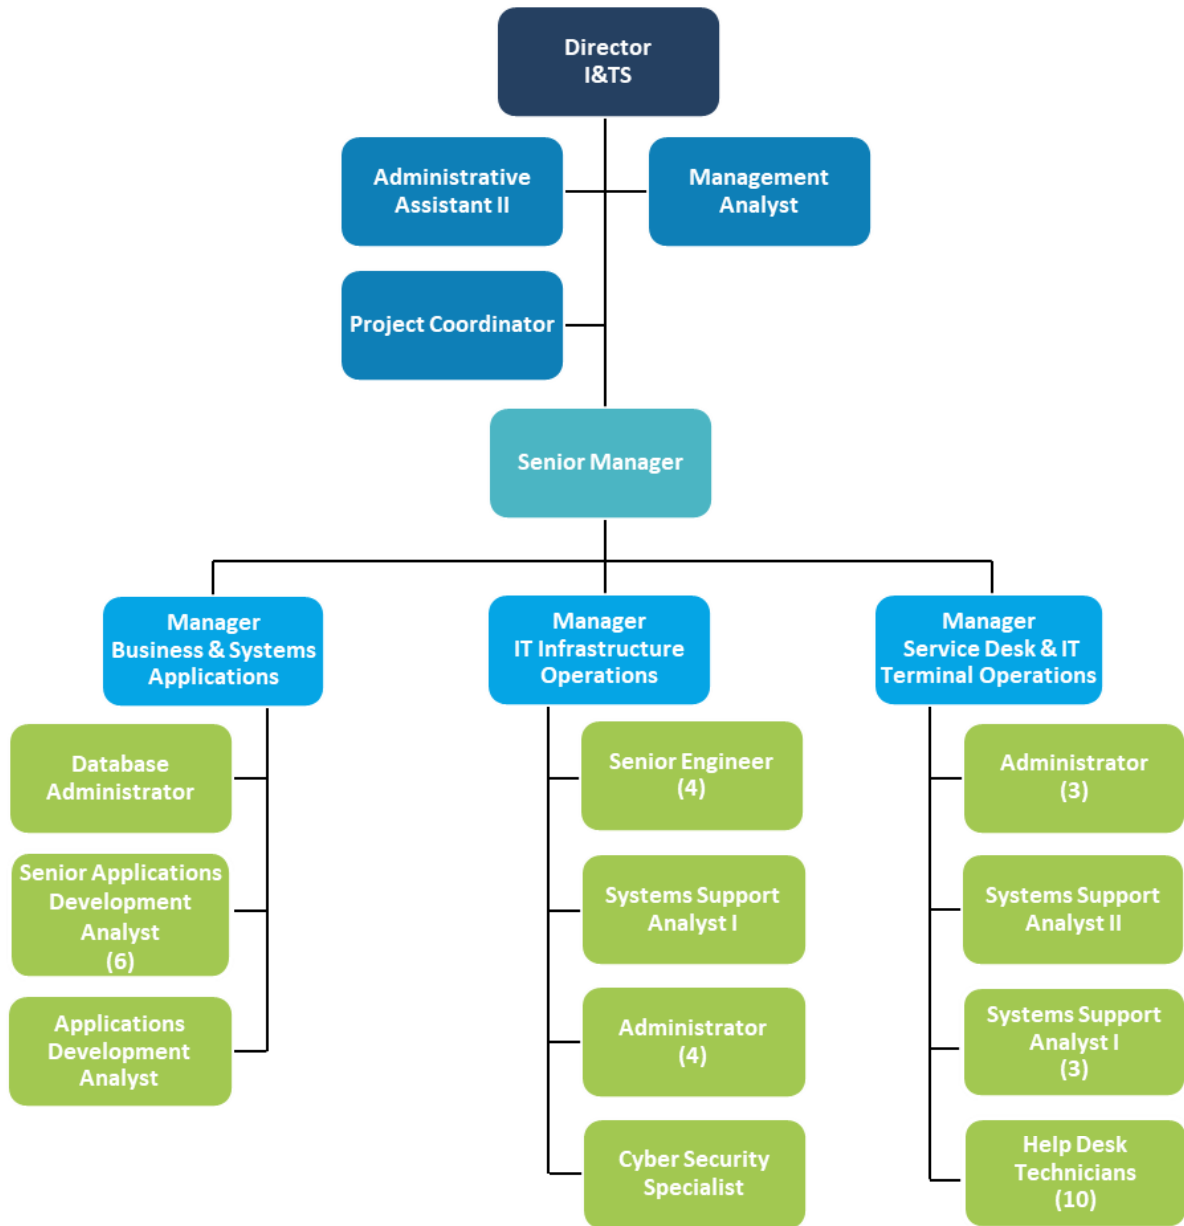 Director
I&TS
Administrative
Assistant II
Management
Analyst
Project Coordinator
Senior Manager
Manager
Business & Systems
Applications
Manager
IT Infrastructure
Operations
Manager
Service Desk & IT
Terminal Operations
Database
Administrator
Senior Applications
Development
Analyst
(6)
Applications
Development
Analyst
Senior Engineer
(4)
Systems Support
Analyst I
Administrator
(4)
Cyber Security
Specialist
Administrator
(3)
Systems Support
Analyst II
Systems Support
Analyst I
(3)
Help Desk
Technicians
(10)